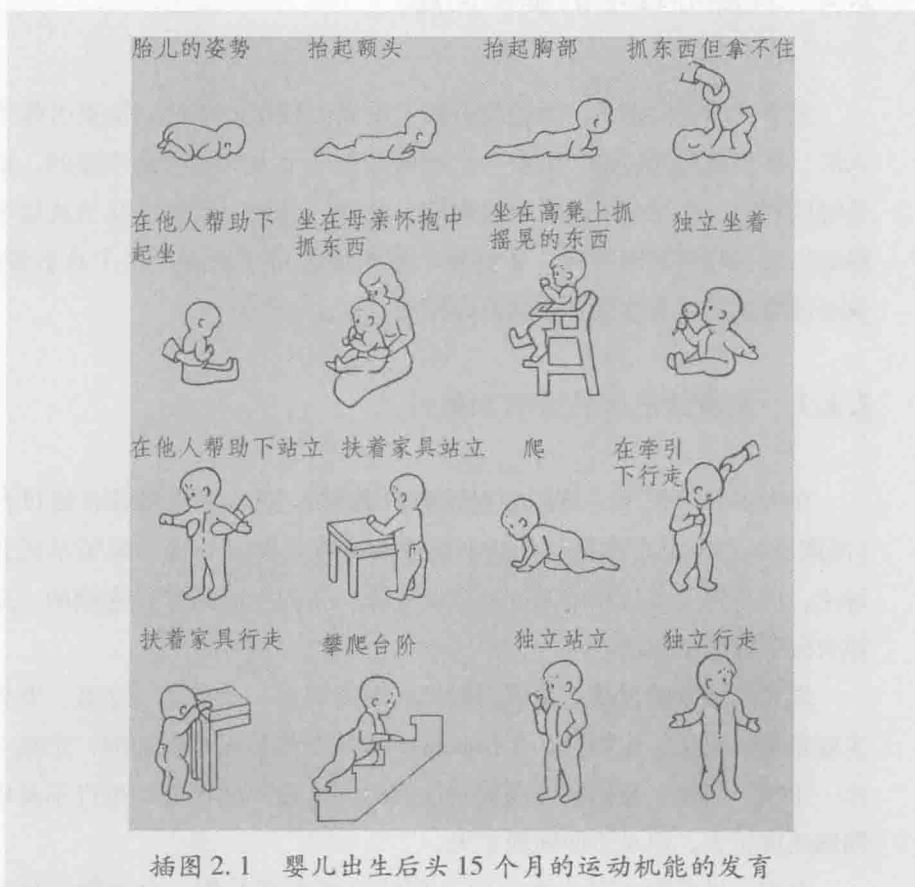 胎儿的姿势
抬起额头
抬起胸部
抓东西但拿不住
在他人帮助下
起坐
坐在母亲怀抱中
抓东西
坐在高凳上抓
摇晃的东西
独立坐着
在他人帮助下站立
扶着家具站立
爬
在牵引
下行走
扶着家具行走
攀爬台阶
独立站立
独立行走
插图2.1 婴儿出生后头15个月的运动机能的发育